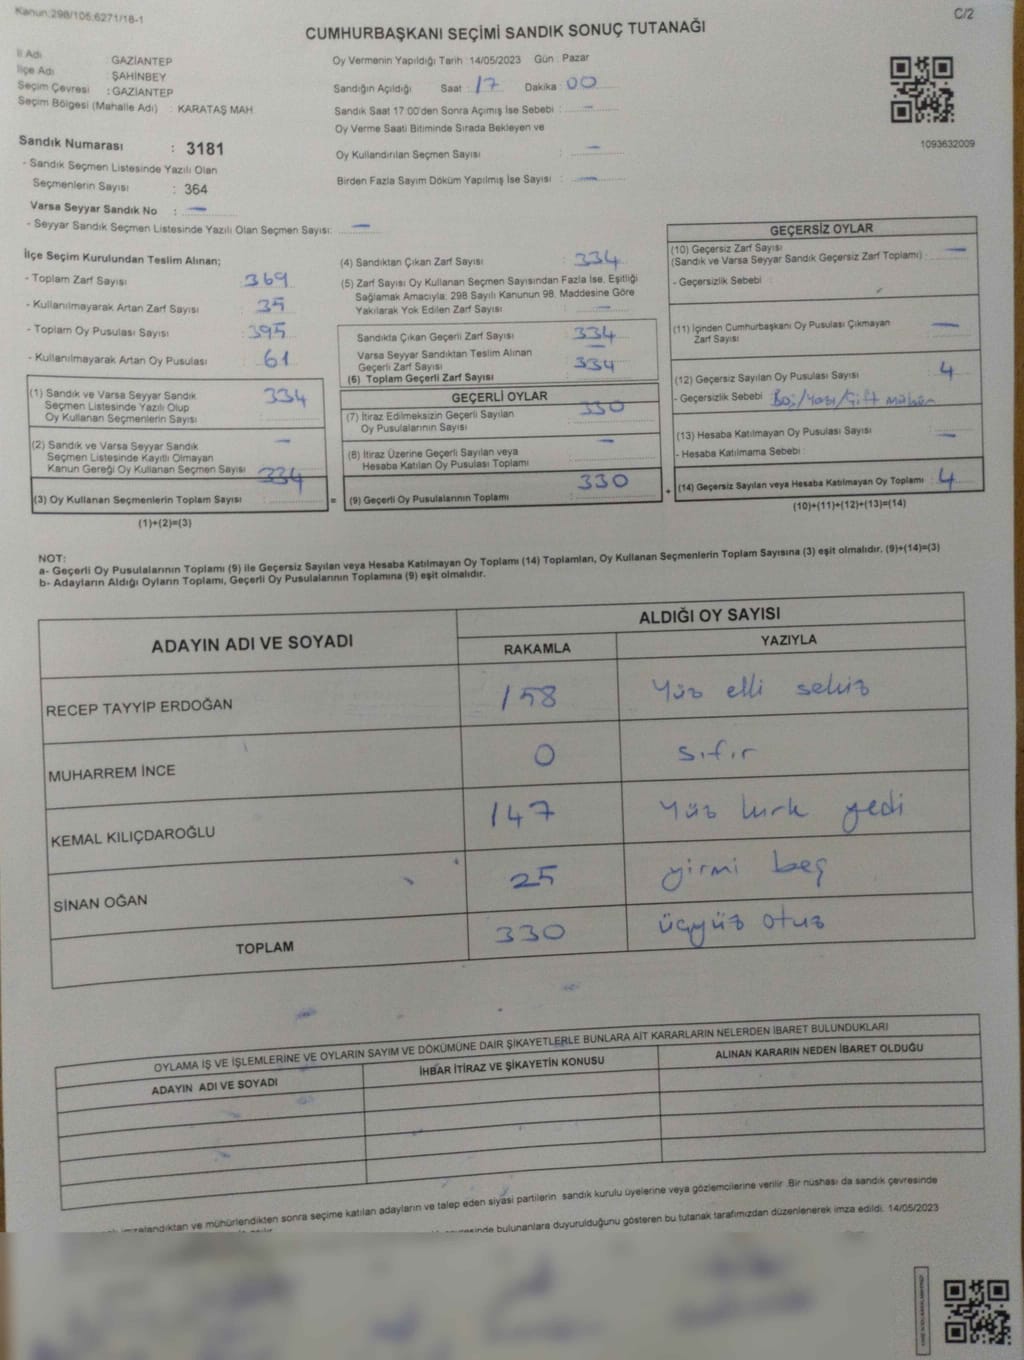 Kanun:298/105;6271/18-1
C/2
CUMHURBAŞKANI SEÇİMİ SANDIK SONUÇ TUTANAĞI
İl Adı : GAZİANTEP
İlçe Adı : ŞAHİNBEY
Seçim Çevresi : GAZİANTEP
Seçim Bölgesi (Mahalle Adı) : KARATAŞ MAH
Oy Vermenin Yapıldığı Tarih : 14/05/2023 Gün : Pazar
Sandığın Açıldığı Saat : 17 Dakika : 00
Sandık Saat 17:00'den Sonra Açımış İse Sebebi : —
Oy Verme Saati Bitiminde Sırada Bekleyen ve
Oy Kullandırılan Seçmen Sayısı : —
Birden Fazla Sayım Döküm Yapılmış İse Sayısı : —
1093632009
Sandık Numarası : 3181
- Sandık Seçmen Listesinde Yazılı Olan
Seçmenlerin Sayısı : 364
Varsa Seyyar Sandık No : —
- Seyyar Sandık Seçmen Listesinde Yazılı Olan Seçmen Sayısı: —
İlçe Seçim Kurulundan Teslim Alınan;
- Toplam Zarf Sayısı : 369
- Kullanılmayarak Artan Zarf Sayısı : 35
- Toplam Oy Pusulası Sayısı : 395
- Kullanılmayarak Artan Oy Pusulası : 61
(1) Sandık ve Varsa Seyyar Sandık
Seçmen Listesinde Yazılı Olup
Oy Kullanan Seçmenlerin Sayısı : 334
(2) Sandık ve Varsa Seyyar Sandık
Seçmen Listesinde Kayıtlı Olmayan
Kanun Gereği Oy Kullanan Seçmen Sayısı : —
(3) Oy Kullanan Seçmenlerin Toplam Sayısı : 334
(1)+(2)=(3)
(4) Sandıktan Çıkan Zarf Sayısı : 334
(5) Zarf Sayısı Oy Kullanan Seçmen Sayısından Fazla İse, Eşitliği
Sağlamak Amacıyla; 298 Sayılı Kanunun 98. Maddesine Göre
Yakılarak Yok Edilen Zarf Sayısı : —
Sandıkta Çıkan Geçerli Zarf Sayısı : 334
Varsa Seyyar Sandıktan Teslim Alınan
Geçerli Zarf Sayısı : —
(6) Toplam Geçerli Zarf Sayısı : 334
GEÇERLİ OYLAR
(7) İtiraz Edilmeksizin Geçerli Sayılan
Oy Pusulalarının Sayısı : 330
(8) İtiraz Üzerine Geçerli Sayılan veya
Hesaba Katılan Oy Pusulası Toplamı : —
= (9) Geçerli Oy Pusulalarının Toplamı : 330
GEÇERSİZ OYLAR
(10) Geçersiz Zarf Sayısı
(Sandık ve Varsa Seyyar Sandık Geçersiz Zarf Toplamı) : —
- Geçersizlik Sebebi :
(11) İçinden Cumhurbaşkanı Oy Pusulası Çıkmayan
Zarf Sayısı : —
(12) Geçersiz Sayılan Oy Pusulası Sayısı : 4
- Geçersizlik Sebebi : Boş/Yazı/Çift mühür
(13) Hesaba Katılmayan Oy Pusulası Sayısı : —
- Hesaba Katılmama Sebebi :
+ (14) Geçersiz Sayılan veya Hesaba Katılmayan Oy Toplamı : 4
(10)+(11)+(12)+(13)=(14)
NOT:
a- Geçerli Oy Pusulalarının Toplamı (9) ile Geçersiz Sayılan veya Hesaba Katılmayan Oy Toplamı (14) Toplamları, Oy Kullanan Seçmenlerin Toplam Sayısına (3) eşit olmalıdır. (9)+(14)=(3)
b- Adayların Aldığı Oyların Toplamı, Geçerli Oy Pusulalarının Toplamına (9) eşit olmalıdır.
ADAYIN ADI VE SOYADI
ALDIĞI OY SAYISI
RAKAMLA YAZIYLA
RECEP TAYYİP ERDOĞAN 158 Yüz elli sekiz
MUHARREM İNCE 0 sıfır
KEMAL KILIÇDAROĞLU 147 Yüz kırk yedi
SİNAN OĞAN 25 yirmi beş
TOPLAM 330 üçyüz otuz
OYLAMA İŞ VE İŞLEMLERİNE VE OYLARIN SAYIM VE DÖKÜMÜNE DAİR ŞİKAYETLERLE BUNLARA AİT KARARLARIN NELERDEN İBARET BULUNDUKLARI
ADAYIN ADI VE SOYADI İHBAR İTİRAZ VE ŞİKAYETİN KONUSU ALINAN KARARIN NEDEN İBARET OLDUĞU
imzalandıktan ve mühürlendikten sonra seçime katılan adayların ve talep eden siyasi partilerin sandık kurulu üyelerine veya gözlemcilerine verilir .Bir nüshası da sandık çevresinde
bulunanlara duyurulduğunu gösteren bu tutanak tarafımızdan düzenlenerek imza edildi. 14/05/2023